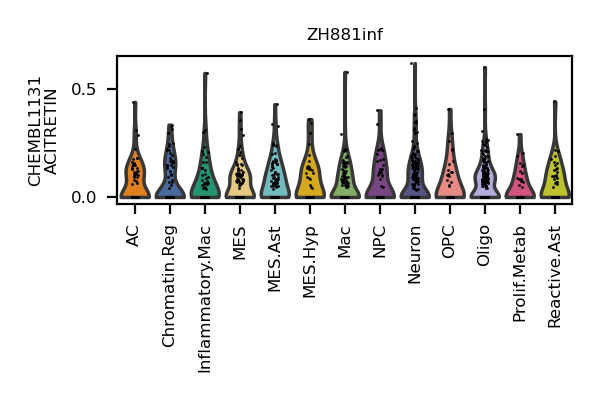 ZH881inf
CHEMBL1131
ACITRETIN
0.5
0.0
AC
Chromatin.Reg
Inflammatory.Mac
MES
MES.Ast
MES.Hyp
Mac
NPC
Neuron
OPC
Oligo
Prolif.Metab
Reactive.Ast